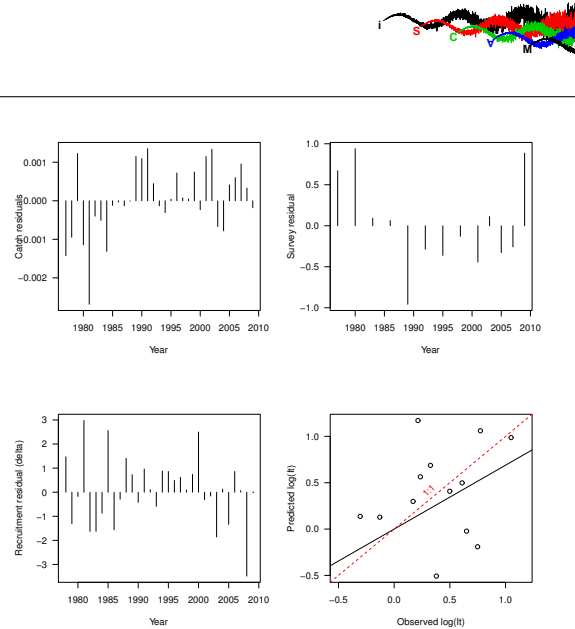 i S C A M
0.001
0.000
−0.001
−0.002
Catch residuals
1980 1985 1990 1995 2000 2005 2010
Year
1.0
0.5
0.0
−0.5
−1.0
Survey residual
1980 1985 1990 1995 2000 2005 2010
Year
3
2
1
0
−1
−2
−3
Recruitment residual (delta)
1980 1985 1990 1995 2000 2005 2010
Year
1.0
0.5
0.0
−0.5
Predicted log(It)
1:1
−0.5 0.0 0.5 1.0
Observed log(It)